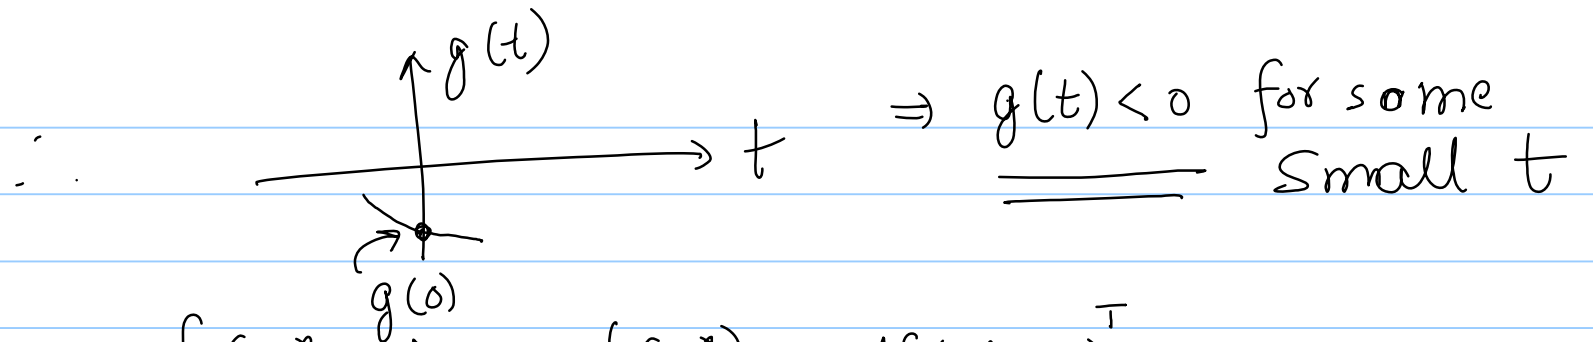 g(t)
∴ t ⇒ g(t) < 0 for some
small t
g(0)
T